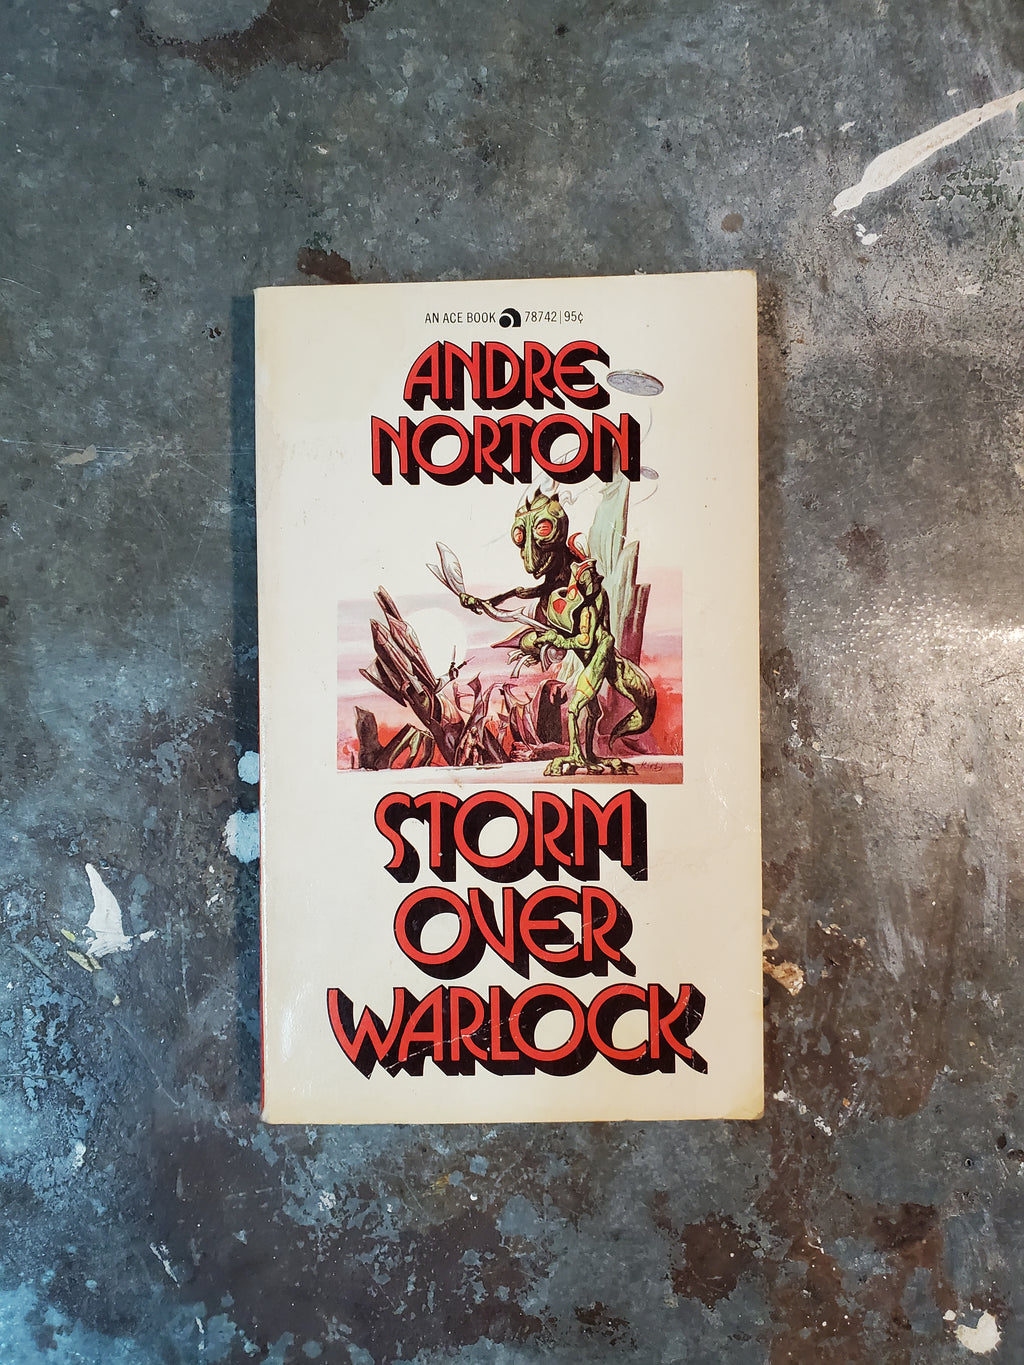 AN ACE BOOK 78742|95¢
ANDRE
NORTON
STORM
OVER
WARLOCK